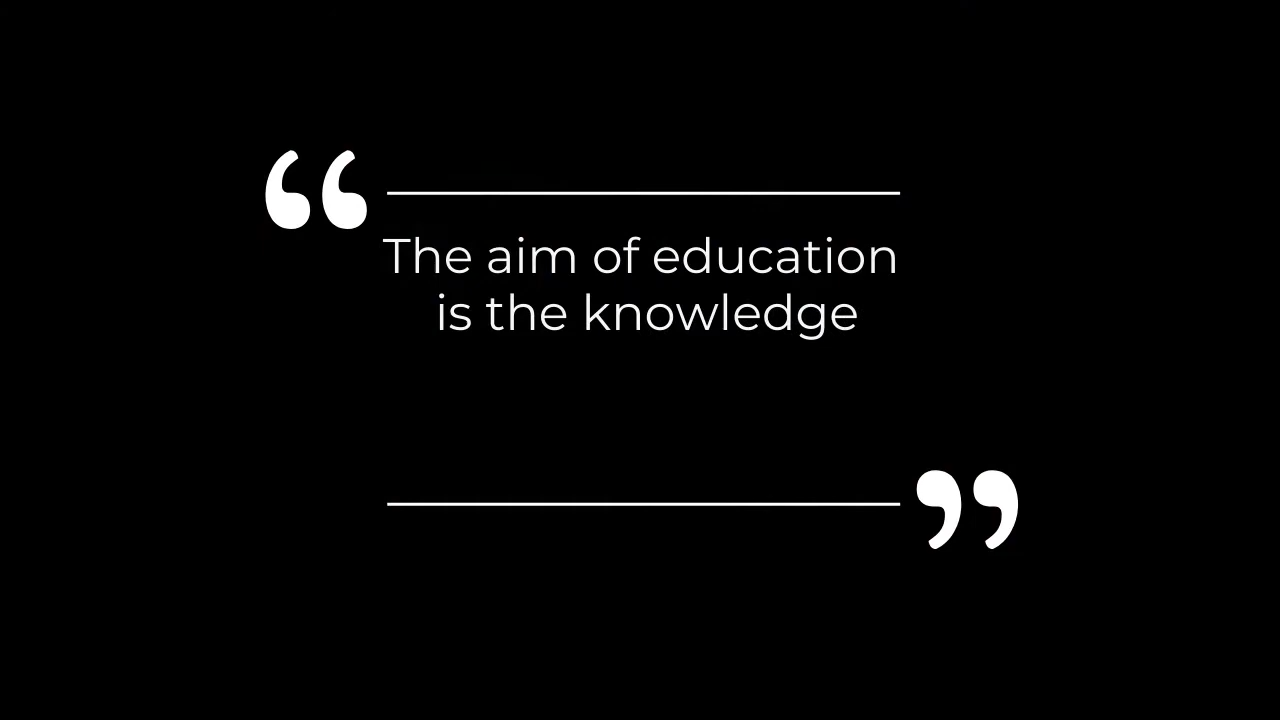 “
The aim of education
is the knowledge
”